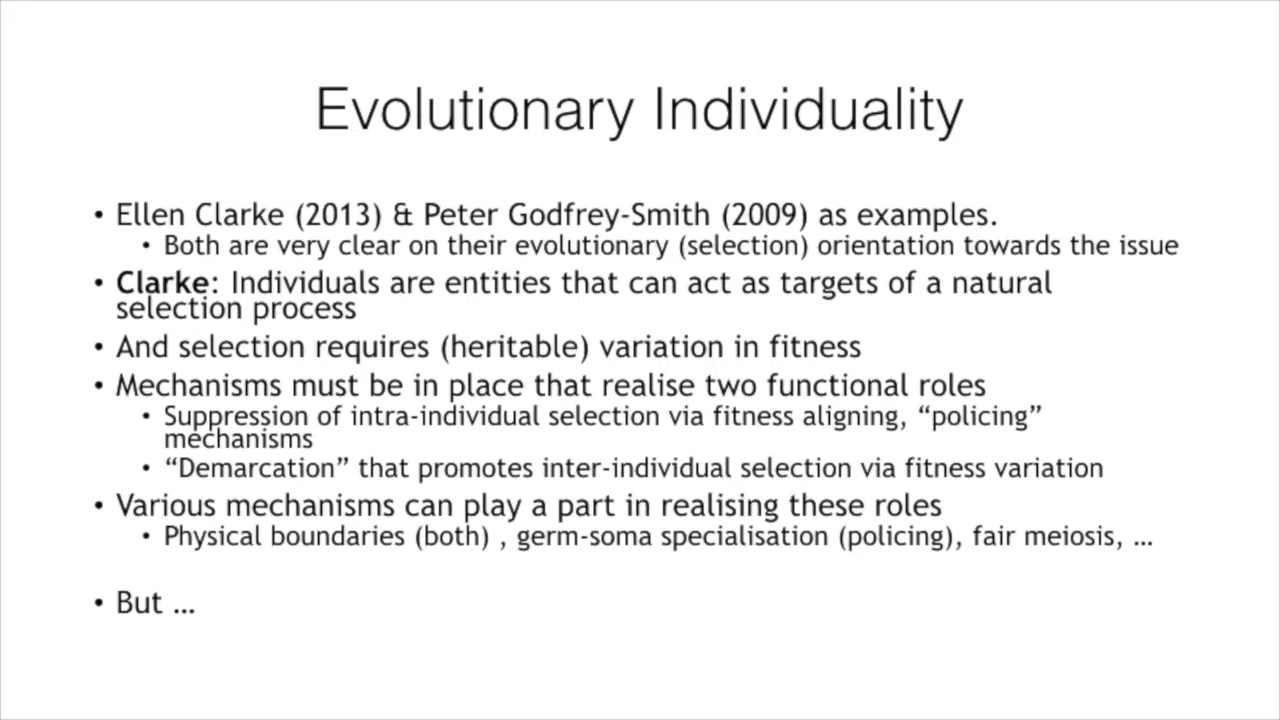 Evolutionary Individuality
• Ellen Clarke (2013) & Peter Godfrey-Smith (2009) as examples.
• Both are very clear on their evolutionary (selection) orientation towards the issue
• Clarke: Individuals are entities that can act as targets of a natural
selection process
• And selection requires (heritable) variation in fitness
• Mechanisms must be in place that realise two functional roles
• Suppression of intra-individual selection via fitness aligning, “policing”
mechanisms
• “Demarcation” that promotes inter-individual selection via fitness variation
• Various mechanisms can play a part in realising these roles
• Physical boundaries (both) , germ-soma specialisation (policing), fair meiosis, …
• But …